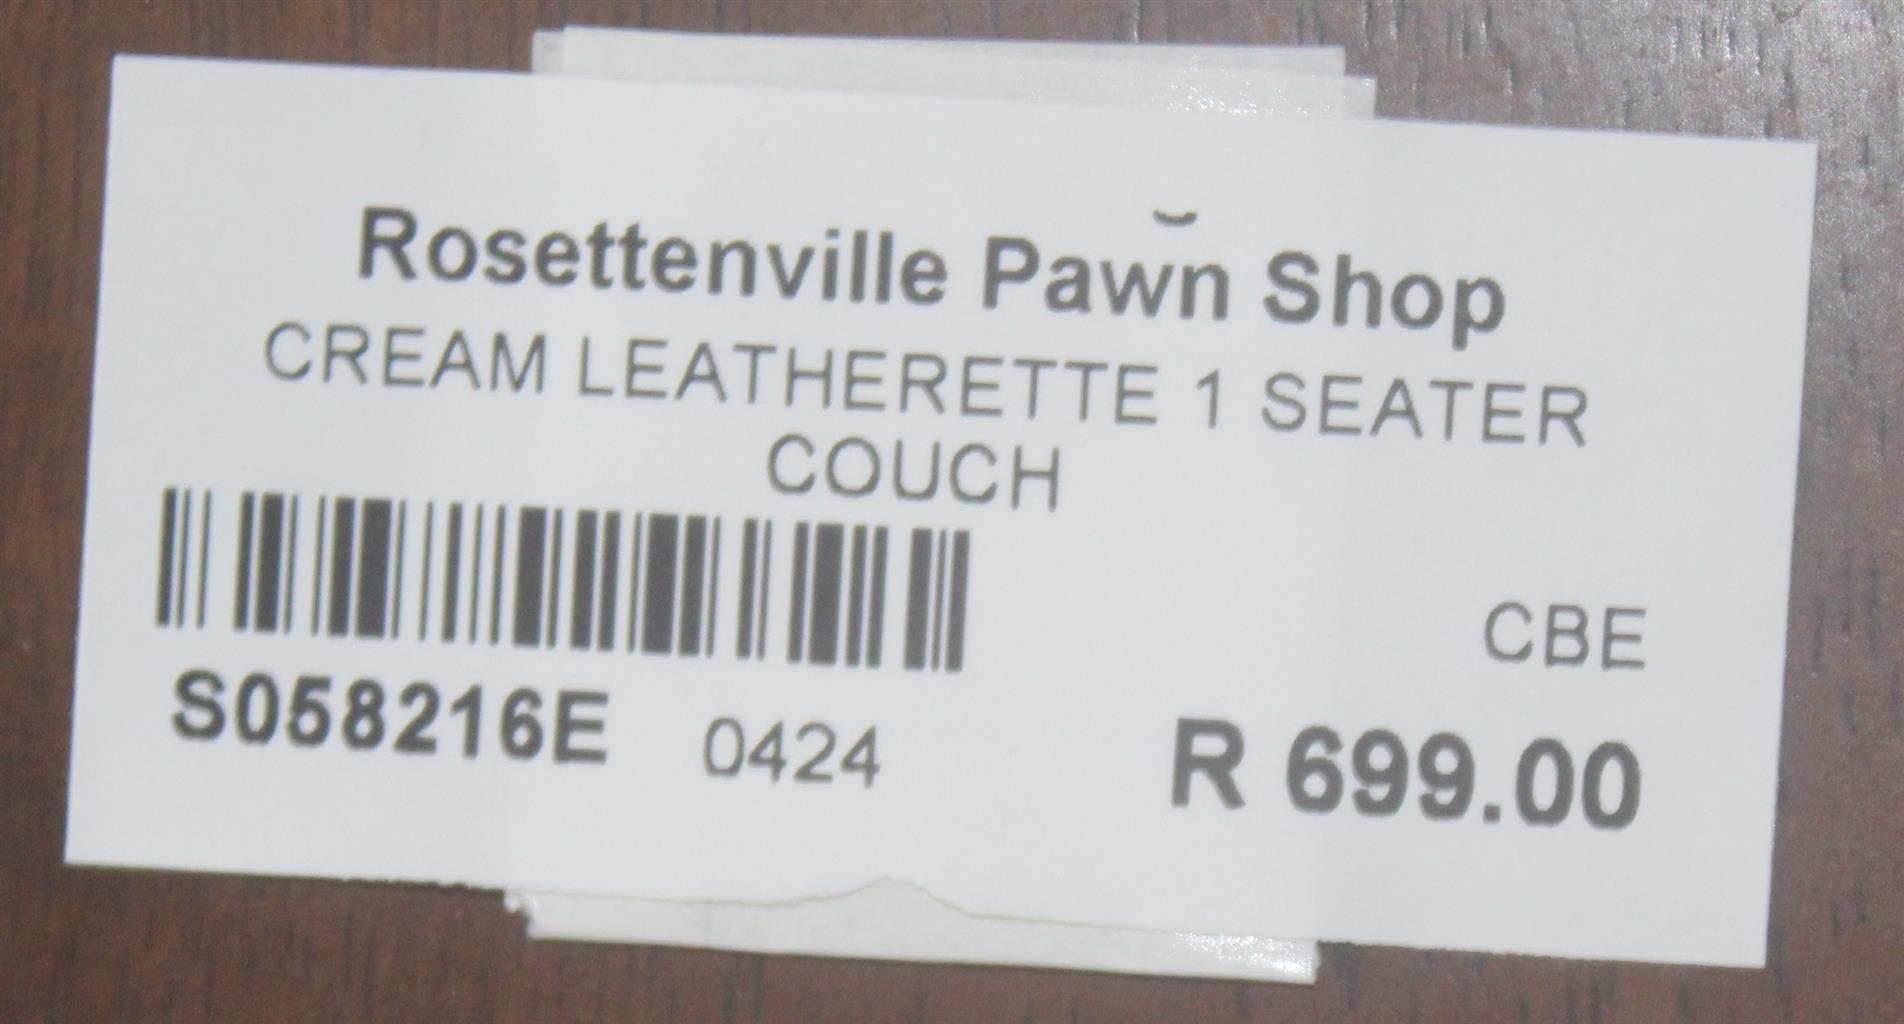 Rosettenville Pawn Shop
CREAM LEATHERETTE 1 SEATER
COUCH
CBE
S058216E 0424 R 699.00